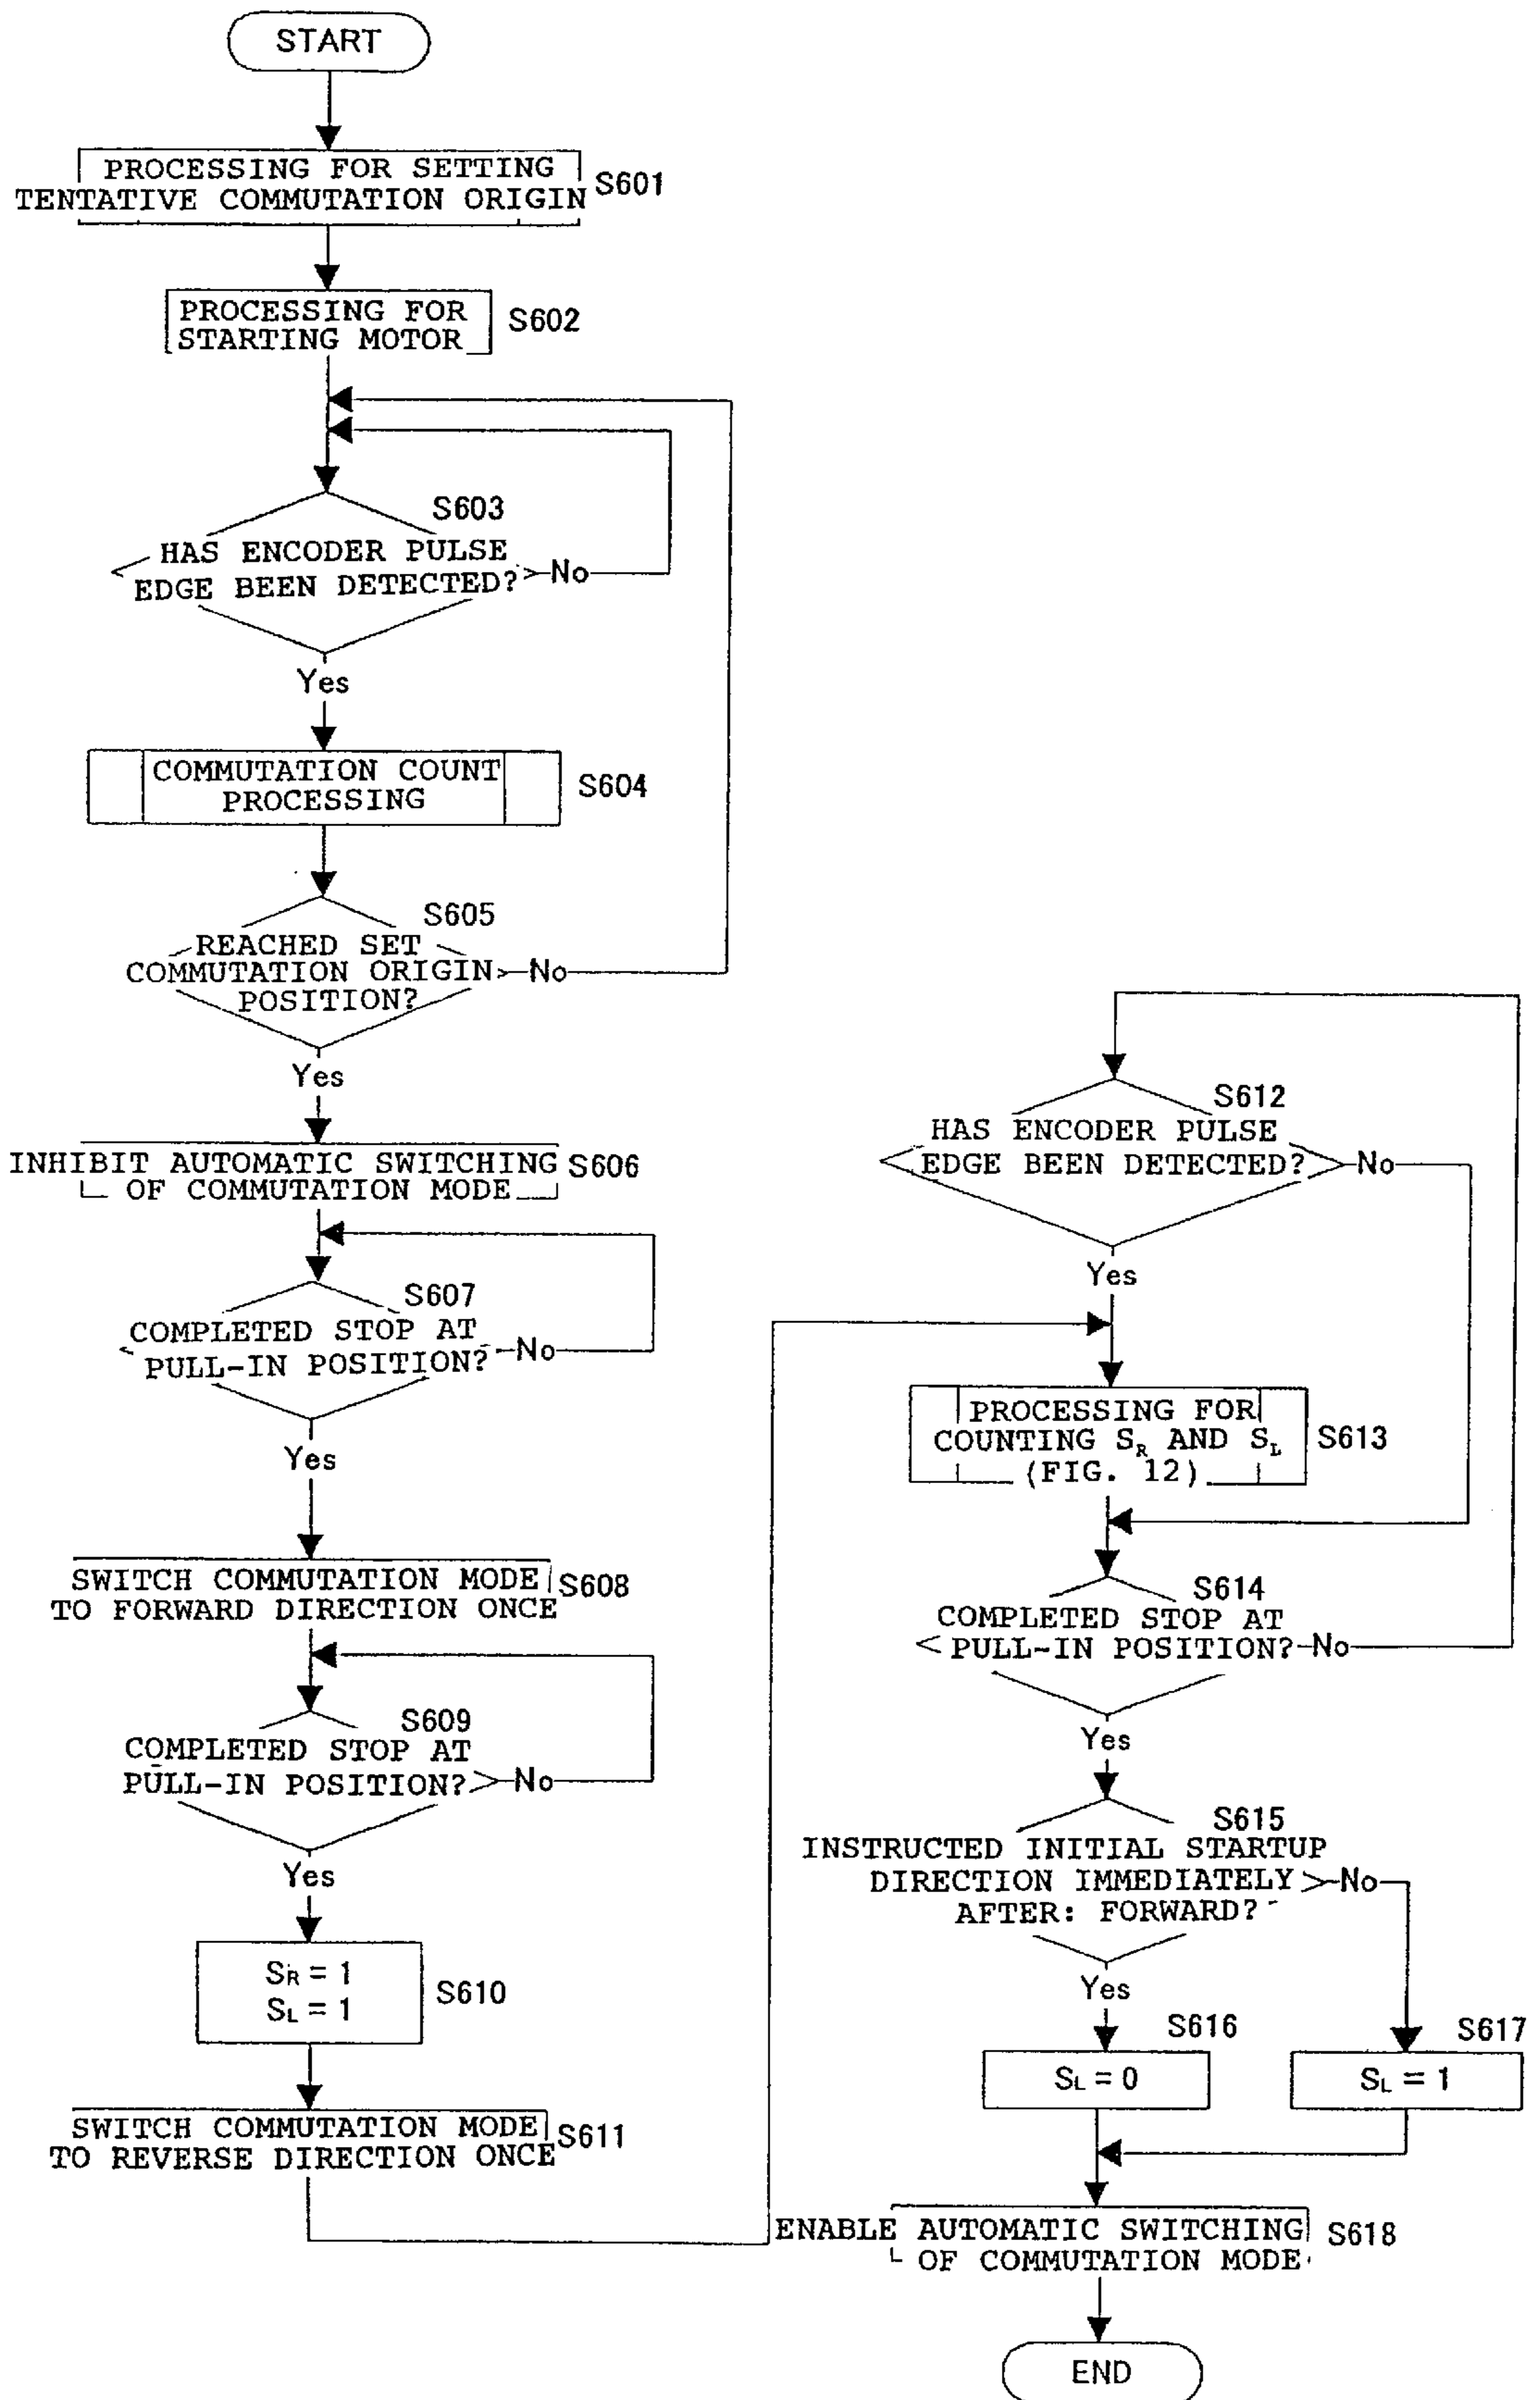 START
PROCESSING FOR SETTING
TENTATIVE COMMUTATION ORIGIN
S601
PROCESSING FOR
STARTING MOTOR
S602
S603
HAS ENCODER PULSE
EDGE BEEN DETECTED?
No
Yes
COMMUTATION COUNT
PROCESSING
S604
S605
REACHED SET
COMMUTATION ORIGIN
POSITION?
No
Yes
INHIBIT AUTOMATIC SWITCHING
OF COMMUTATION MODE
S606
S607
COMPLETED STOP AT
PULL-IN POSITION?
No
Yes
SWITCH COMMUTATION MODE
TO FORWARD DIRECTION ONCE
S608
S609
COMPLETED STOP AT
PULL-IN POSITION?
No
Yes
SR = 1
SL = 1
S610
SWITCH COMMUTATION MODE
TO REVERSE DIRECTION ONCE
S611
S612
HAS ENCODER PULSE
EDGE BEEN DETECTED?
No
Yes
PROCESSING FOR
COUNTING SR AND SL
(FIG. 12)
S613
S614
COMPLETED STOP AT
PULL-IN POSITION?
No
Yes
S615
INSTRUCTED INITIAL STARTUP
DIRECTION IMMEDIATELY
AFTER: FORWARD?
No
Yes
S616
SL = 0
S617
SL = 1
ENABLE AUTOMATIC SWITCHING
OF COMMUTATION MODE
S618
END